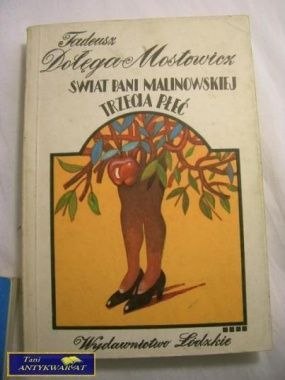 Tadeusz
Dołęga Mostowicz
ŚWIAT PANI MALINOWSKIEJ
TRZECIA PŁEĆ
Wydawnictwo Łódzkie
Tani
ANTYKWARIAT